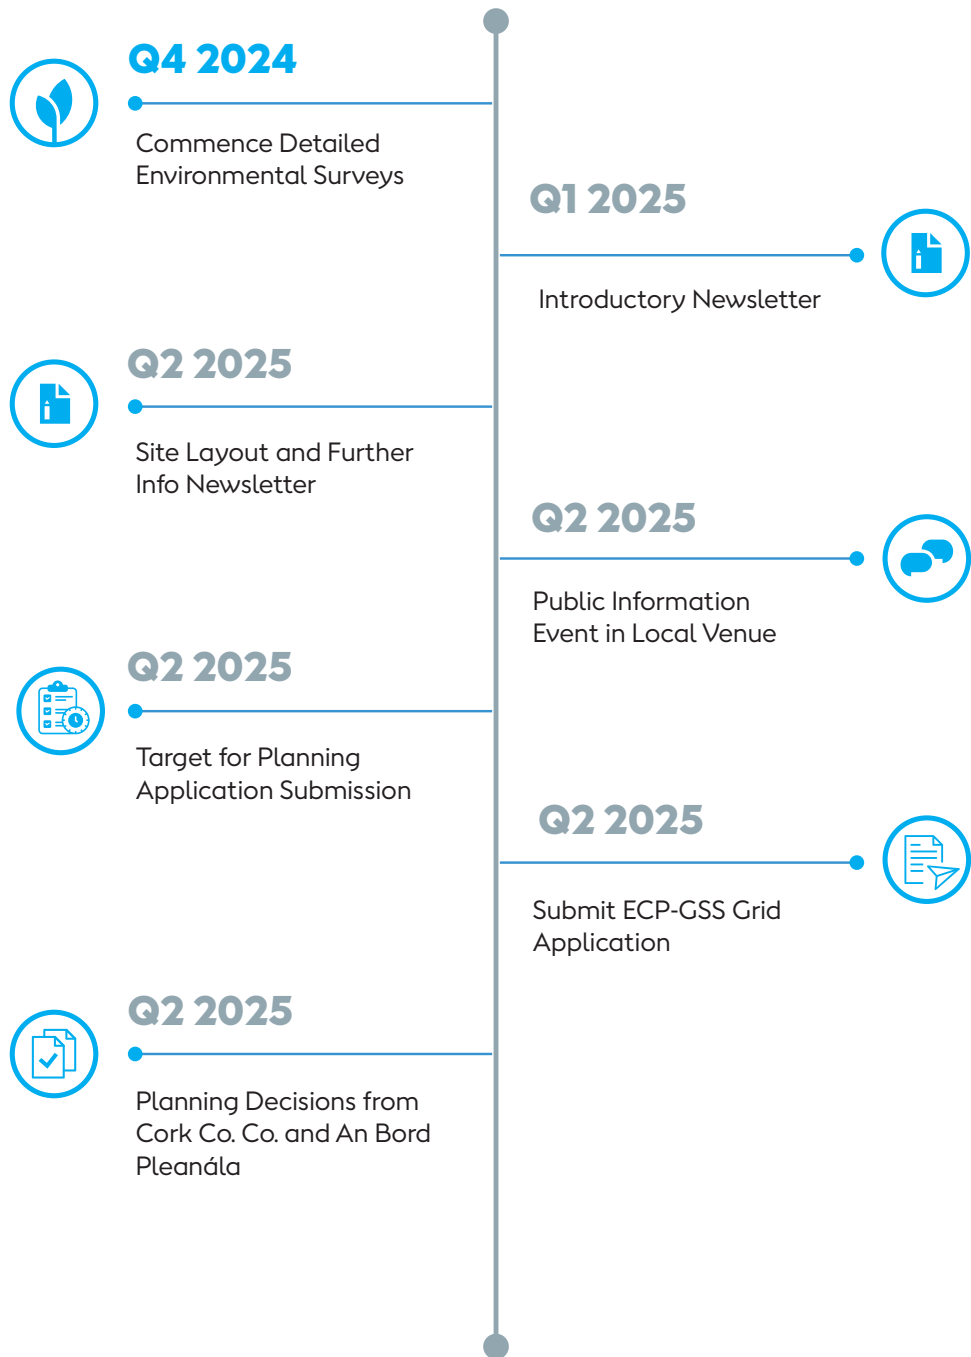 Q4 2024
Commence Detailed
Environmental Surveys
Q1 2025
Introductory Newsletter
Q2 2025
Site Layout and Further
Info Newsletter
Q2 2025
Public Information
Event in Local Venue
Q2 2025
Target for Planning
Application Submission
Q2 2025
Submit ECP-GSS Grid
Application
Q2 2025
Planning Decisions from
Cork Co. Co. and An Bord
Pleanála